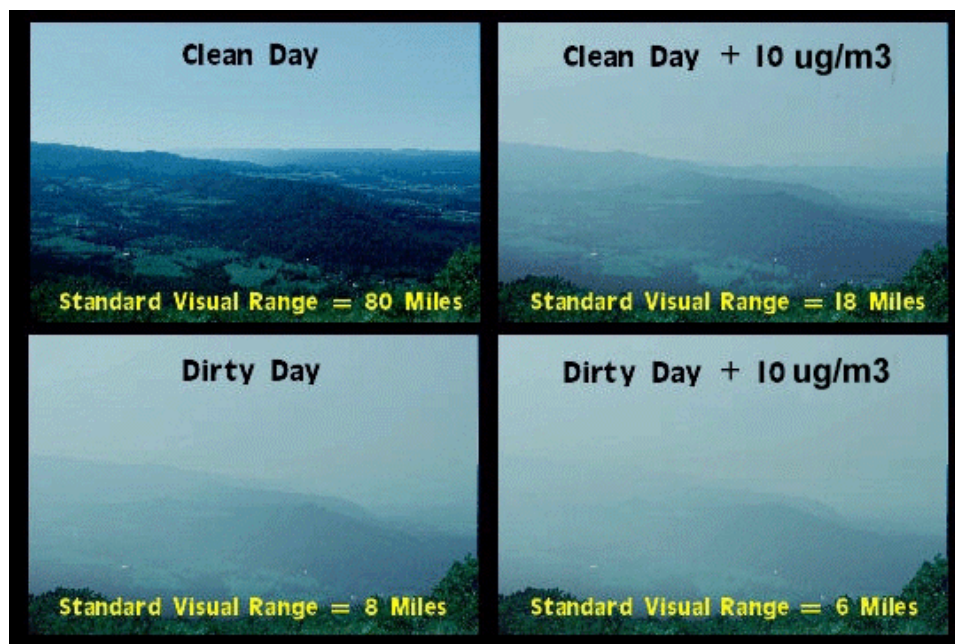 Clean Day
Clean Day + 10 ug/m3
Standard Visual Range = 80 Miles
Standard Visual Range = 18 Miles
Dirty Day
Dirty Day + 10 ug/m3
Standard Visual Range = 8 Miles
Standard Visual Range = 6 Miles